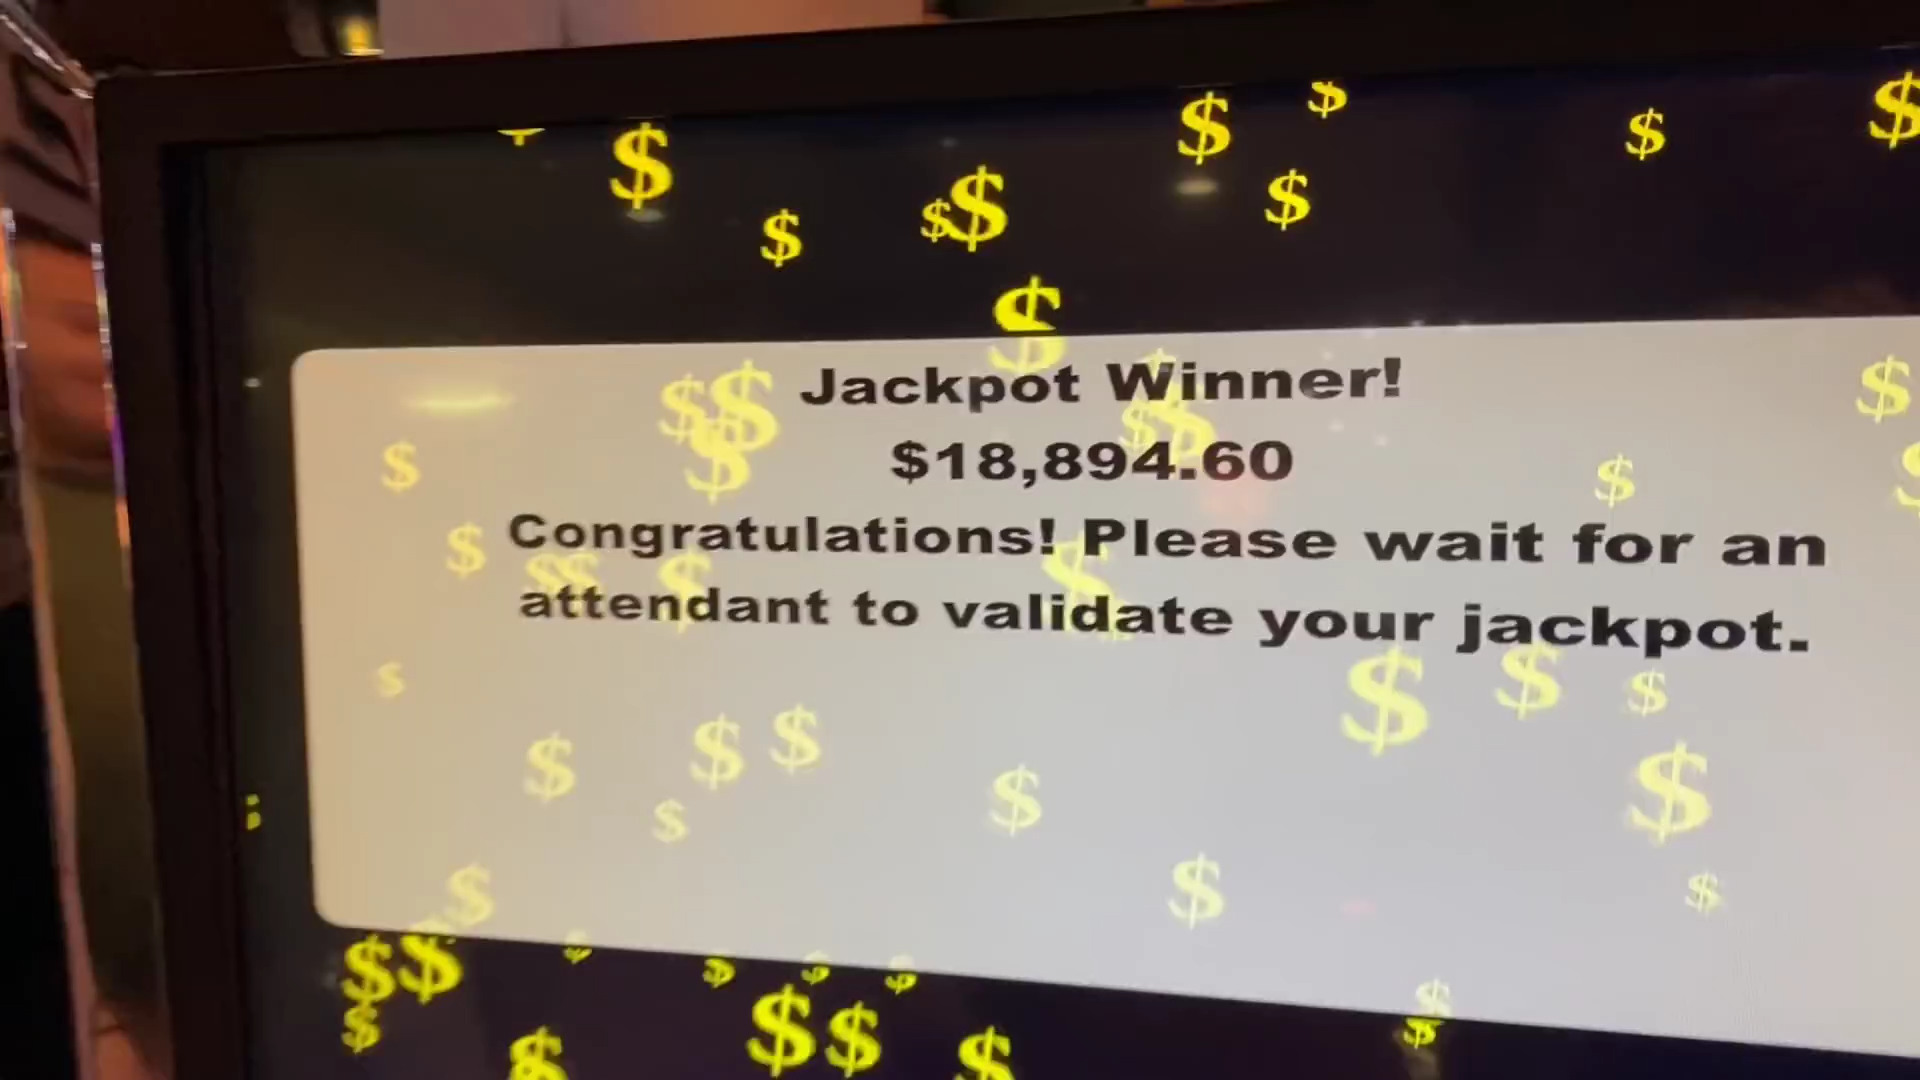 Jackpot Winner!
$18,894.60
Congratulations! Please wait for an
attendant to validate your jackpot.